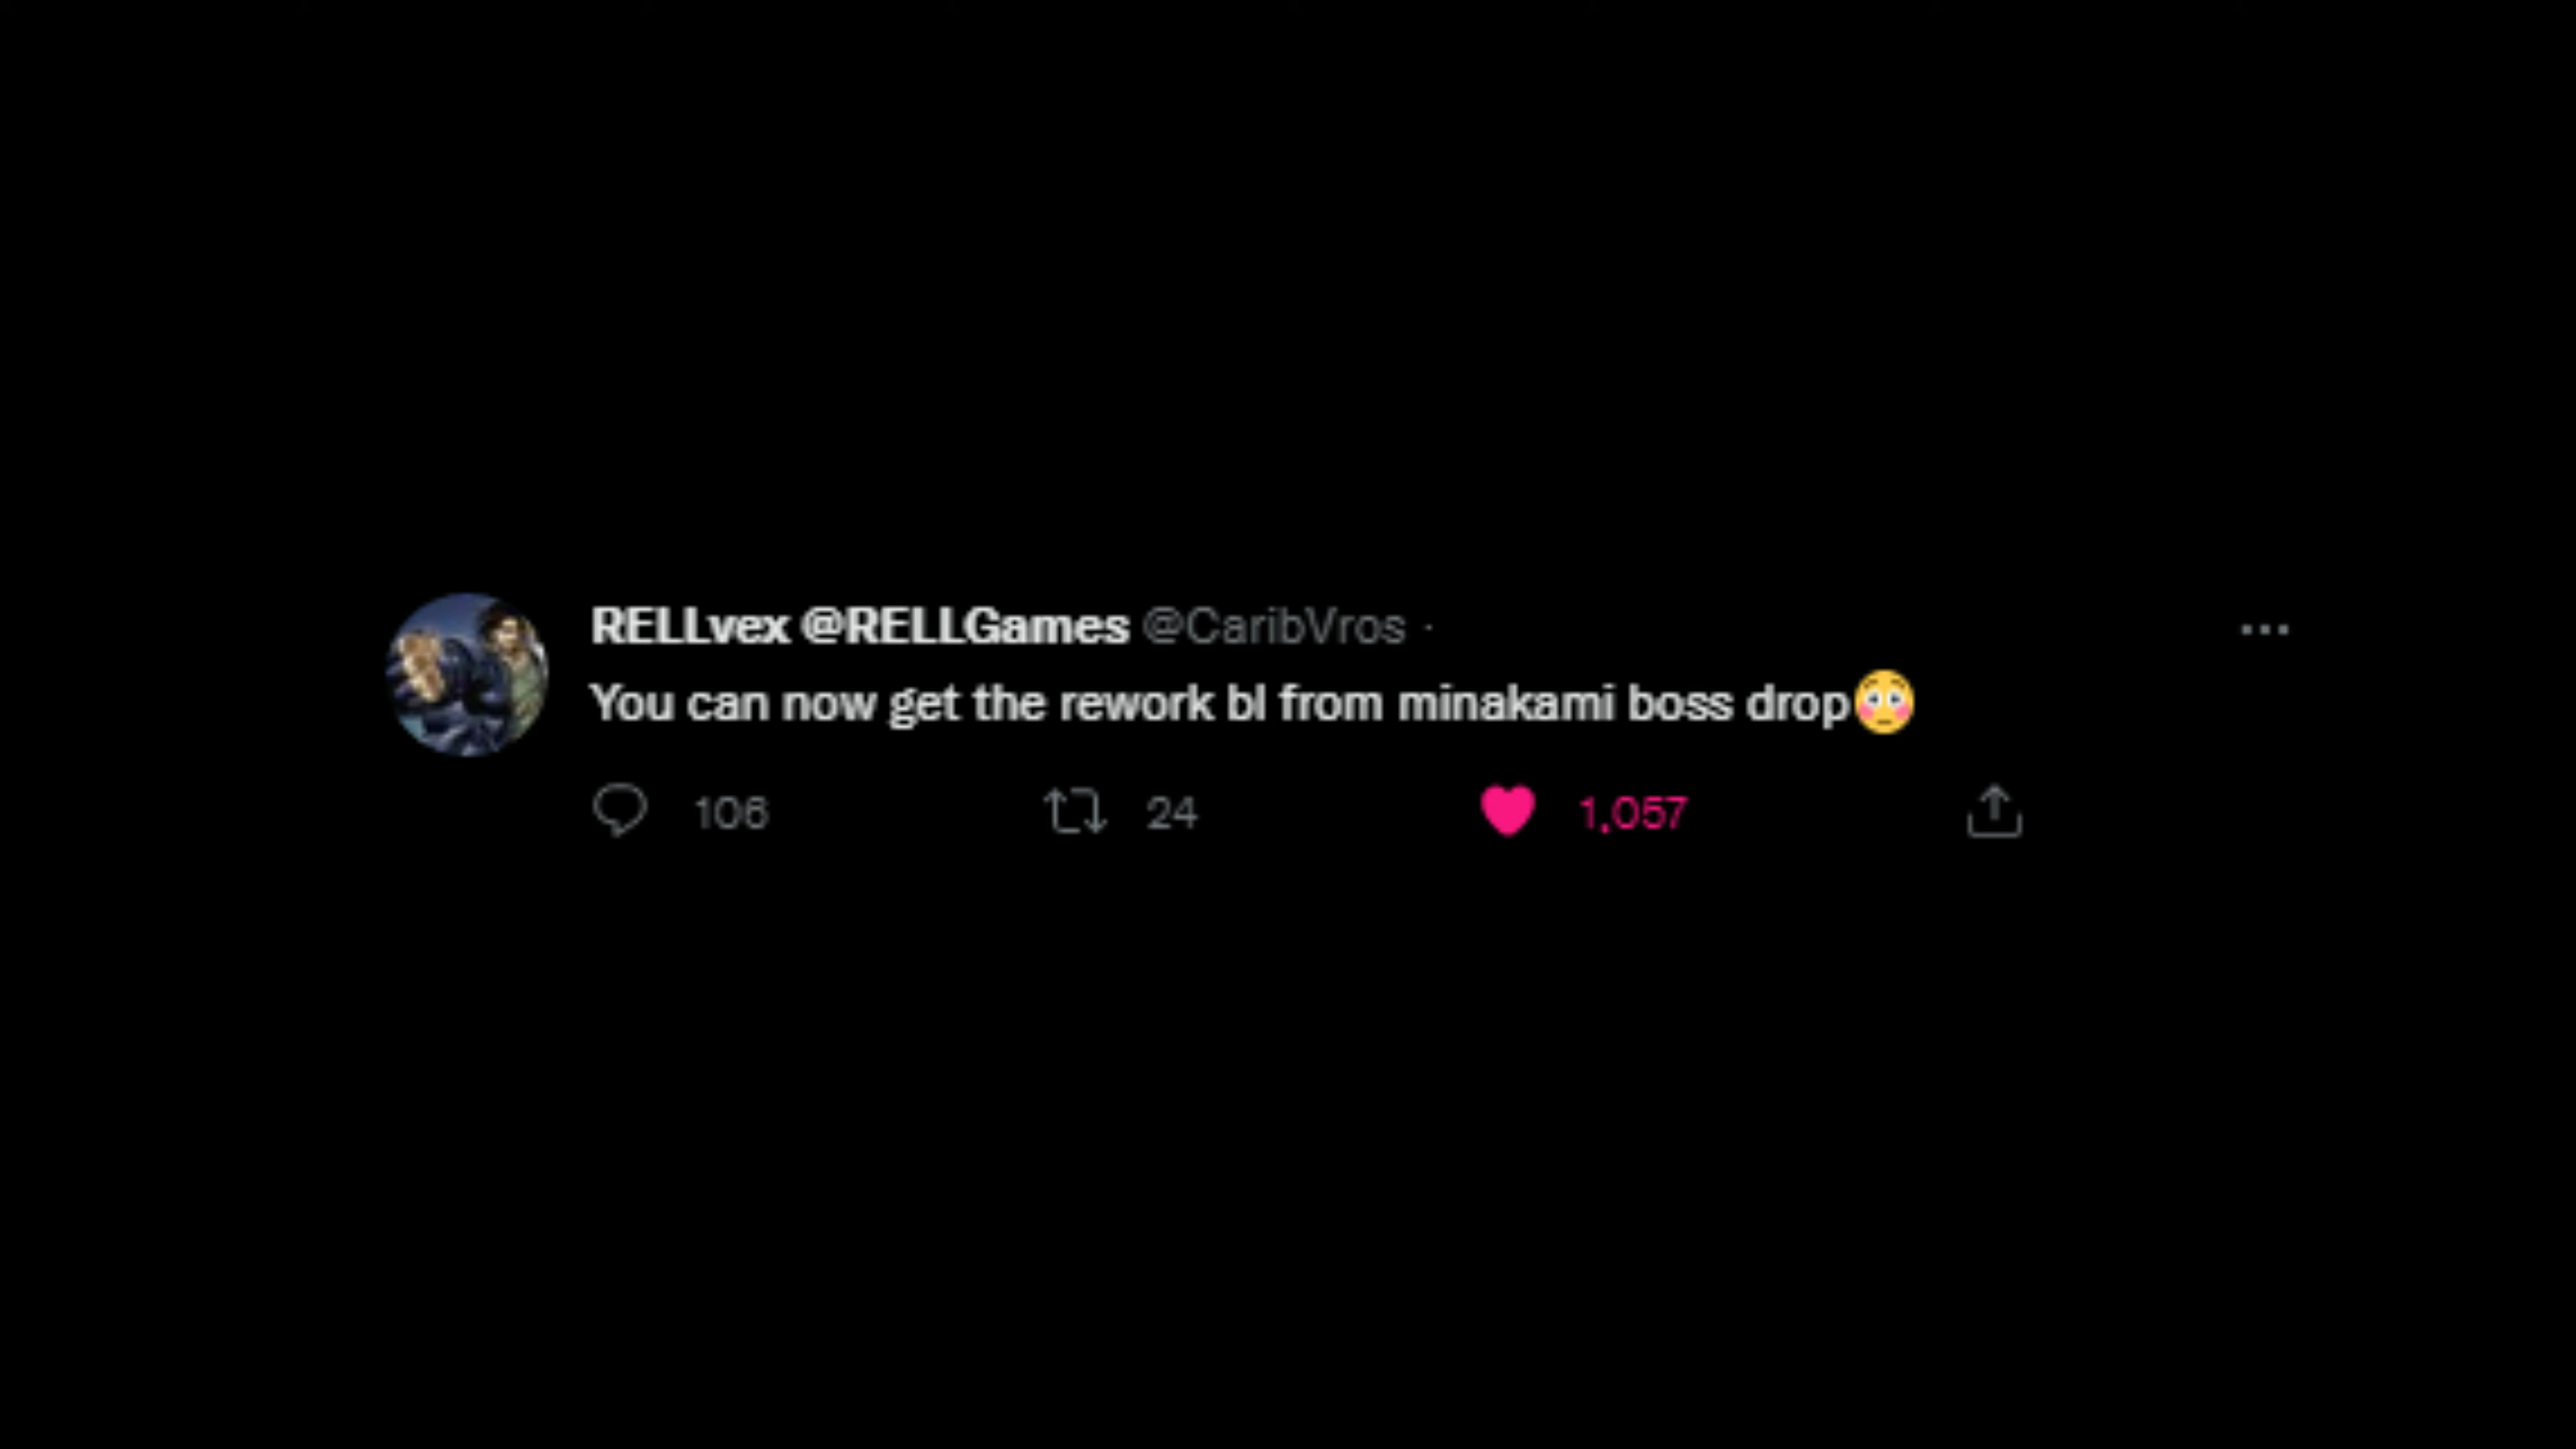 RELLvex @RELLGames @CaribVros ·
You can now get the rework bl from minakami boss drop😳
106 24 1,057